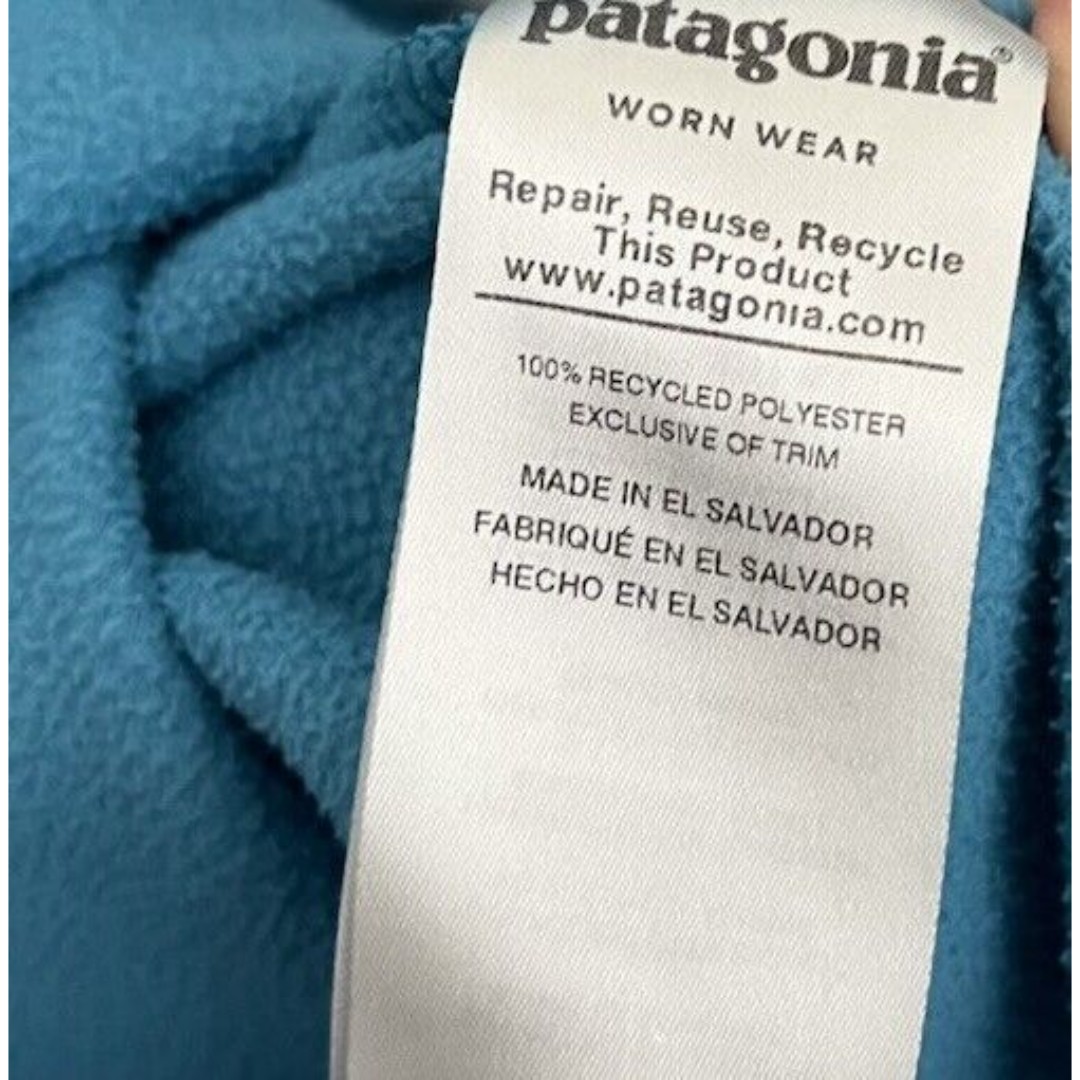 patagonia®
WORN WEAR
Repair, Reuse, Recycle
This Product
www.patagonia.com
100% RECYCLED POLYESTER
EXCLUSIVE OF TRIM
MADE IN EL SALVADOR
FABRIQUÉ EN EL SALVADOR
HECHO EN EL SALVADOR